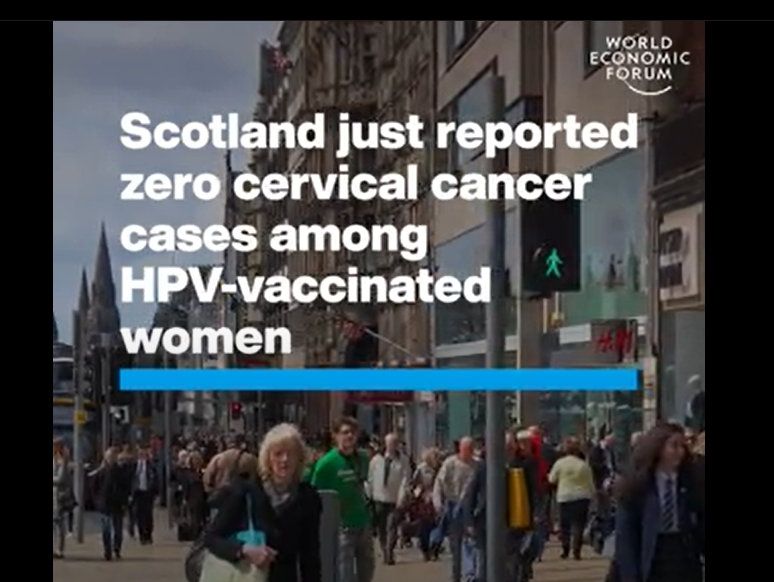 WORLD
ECONOMIC
FORUM
Scotland just reported
zero cervical cancer
cases among
HPV-vaccinated
women
H&M